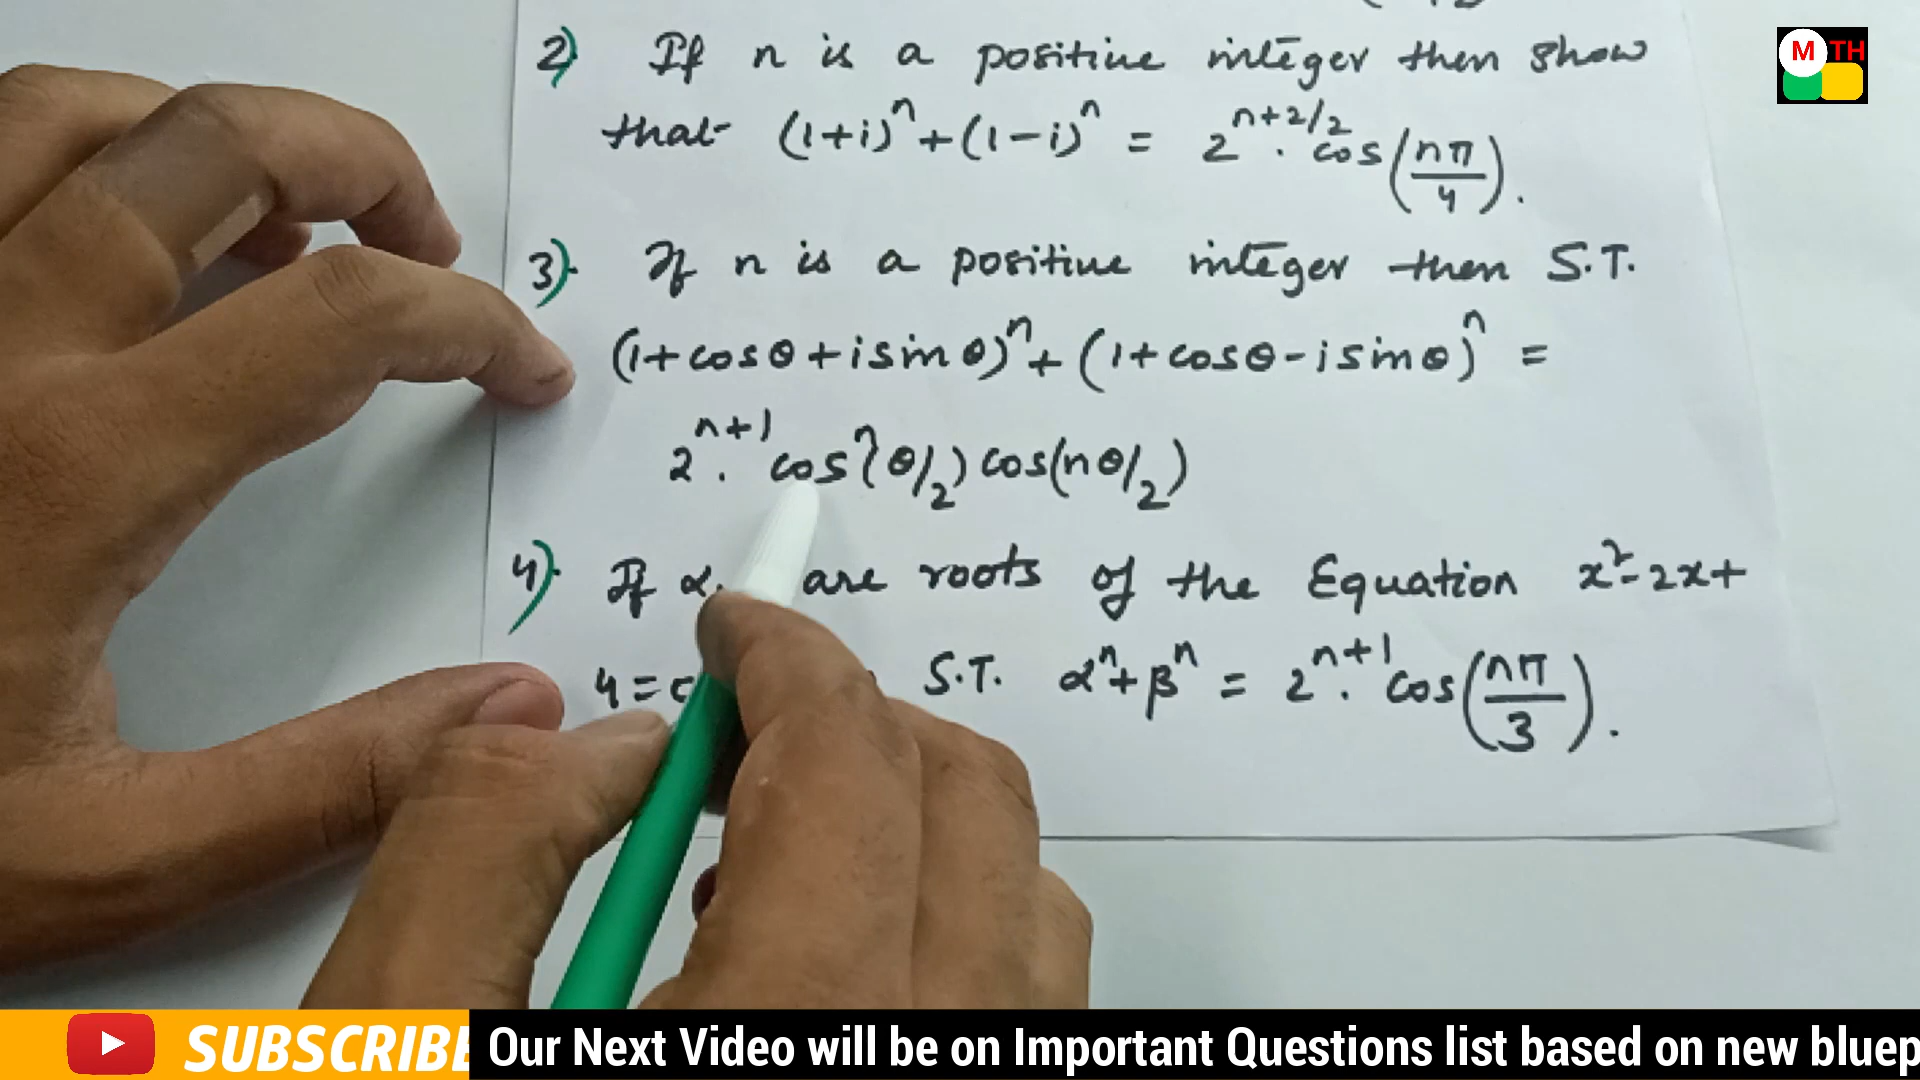 M TH
2) If n is a positive integer then show
that (1+i)^n + (1-i)^n = 2^{n+2/2} . cos(nπ/4).
3) If n is a positive integer then S.T.
(1+cosθ+isinθ)^n + (1+cosθ-isinθ)^n =
2^{n+1} . cos^n(θ/2) cos(nθ/2)
4) If α, are roots of the Equation x²-2x+
4= S.T. α^n+β^n = 2^{n+1} . cos(nπ/3).
SUBSCRIBE Our Next Video will be on Important Questions list based on new bluep